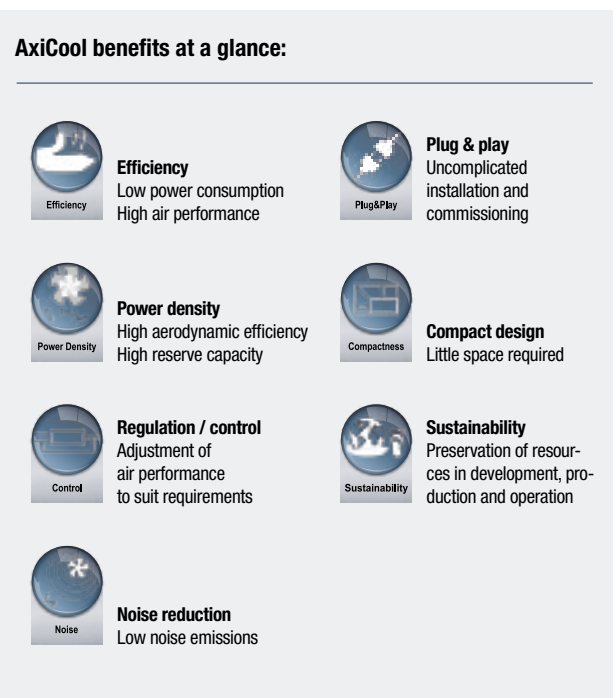 AxiCool benefits at a glance:
Efficiency
Efficiency
Low power consumption
High air performance
Power Density
Power density
High aerodynamic efficiency
High reserve capacity
Control
Regulation / control
Adjustment of
air performance
to suit requirements
Noise
Noise reduction
Low noise emissions
Plug&Play
Plug & play
Uncomplicated
installation and
commissioning
Compactness
Compact design
Little space required
Sustainability
Sustainability
Preservation of resour-
ces in development, pro-
duction and operation